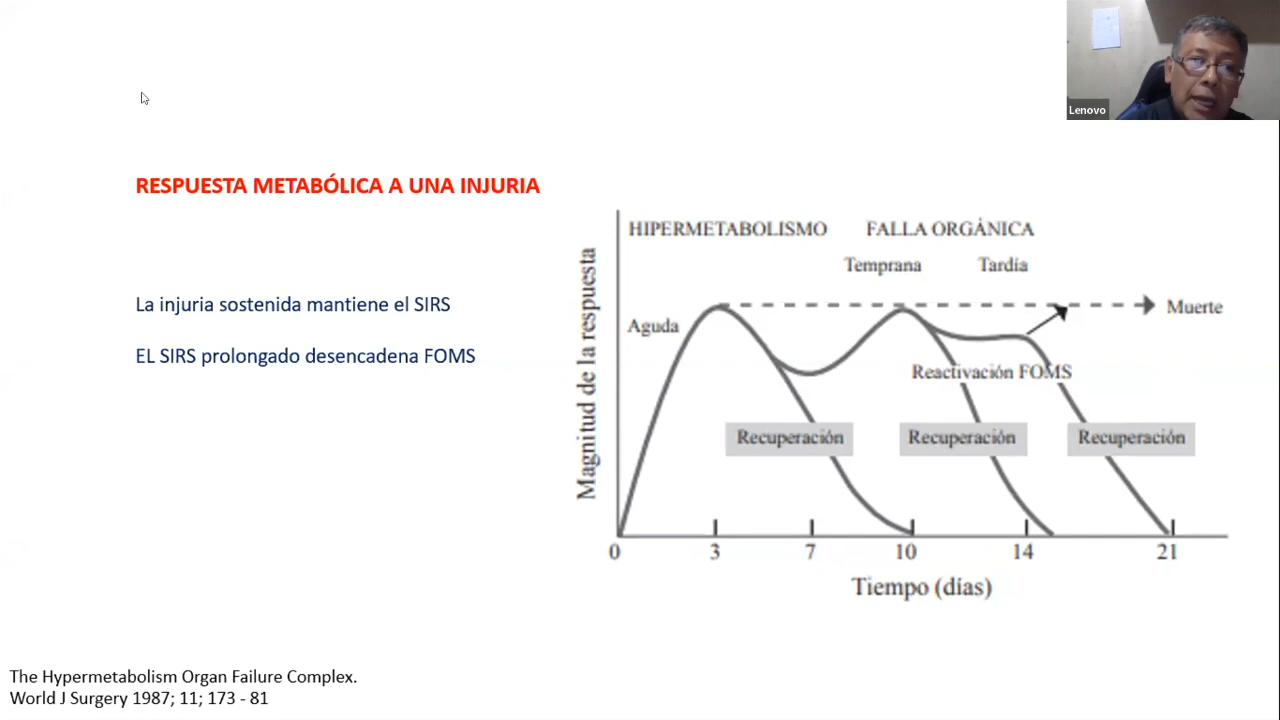 Lenovo
RESPUESTA METABÓLICA A UNA INJURIA
La injuria sostenida mantiene el SIRS
EL SIRS prolongado desencadena FOMS
HIPERMETABOLISMO FALLA ORGÁNICA
Temprana Tardía
Muerte
Aguda
Reactivación FOMS
Recuperación Recuperación Recuperación
Magnitud de la respuesta
0 3 7 10 14 21
Tiempo (días)
The Hypermetabolism Organ Failure Complex.
World J Surgery 1987; 11; 173 - 81